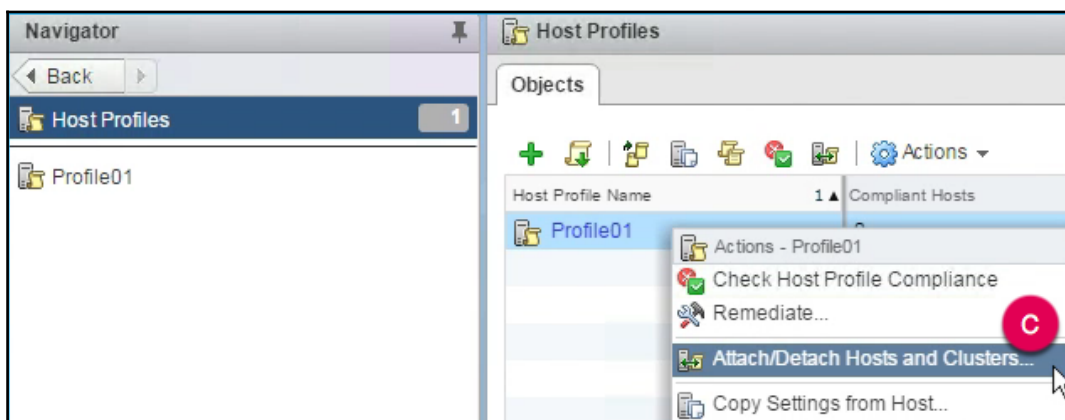 Navigator
Host Profiles
Back
Objects
Host Profiles 1
Actions
Profile01
Host Profile Name 1 Compliant Hosts
Profile01
Actions - Profile01
Check Host Profile Compliance
Remediate...
C
Attach/Detach Hosts and Clusters...
Copy Settings from Host...